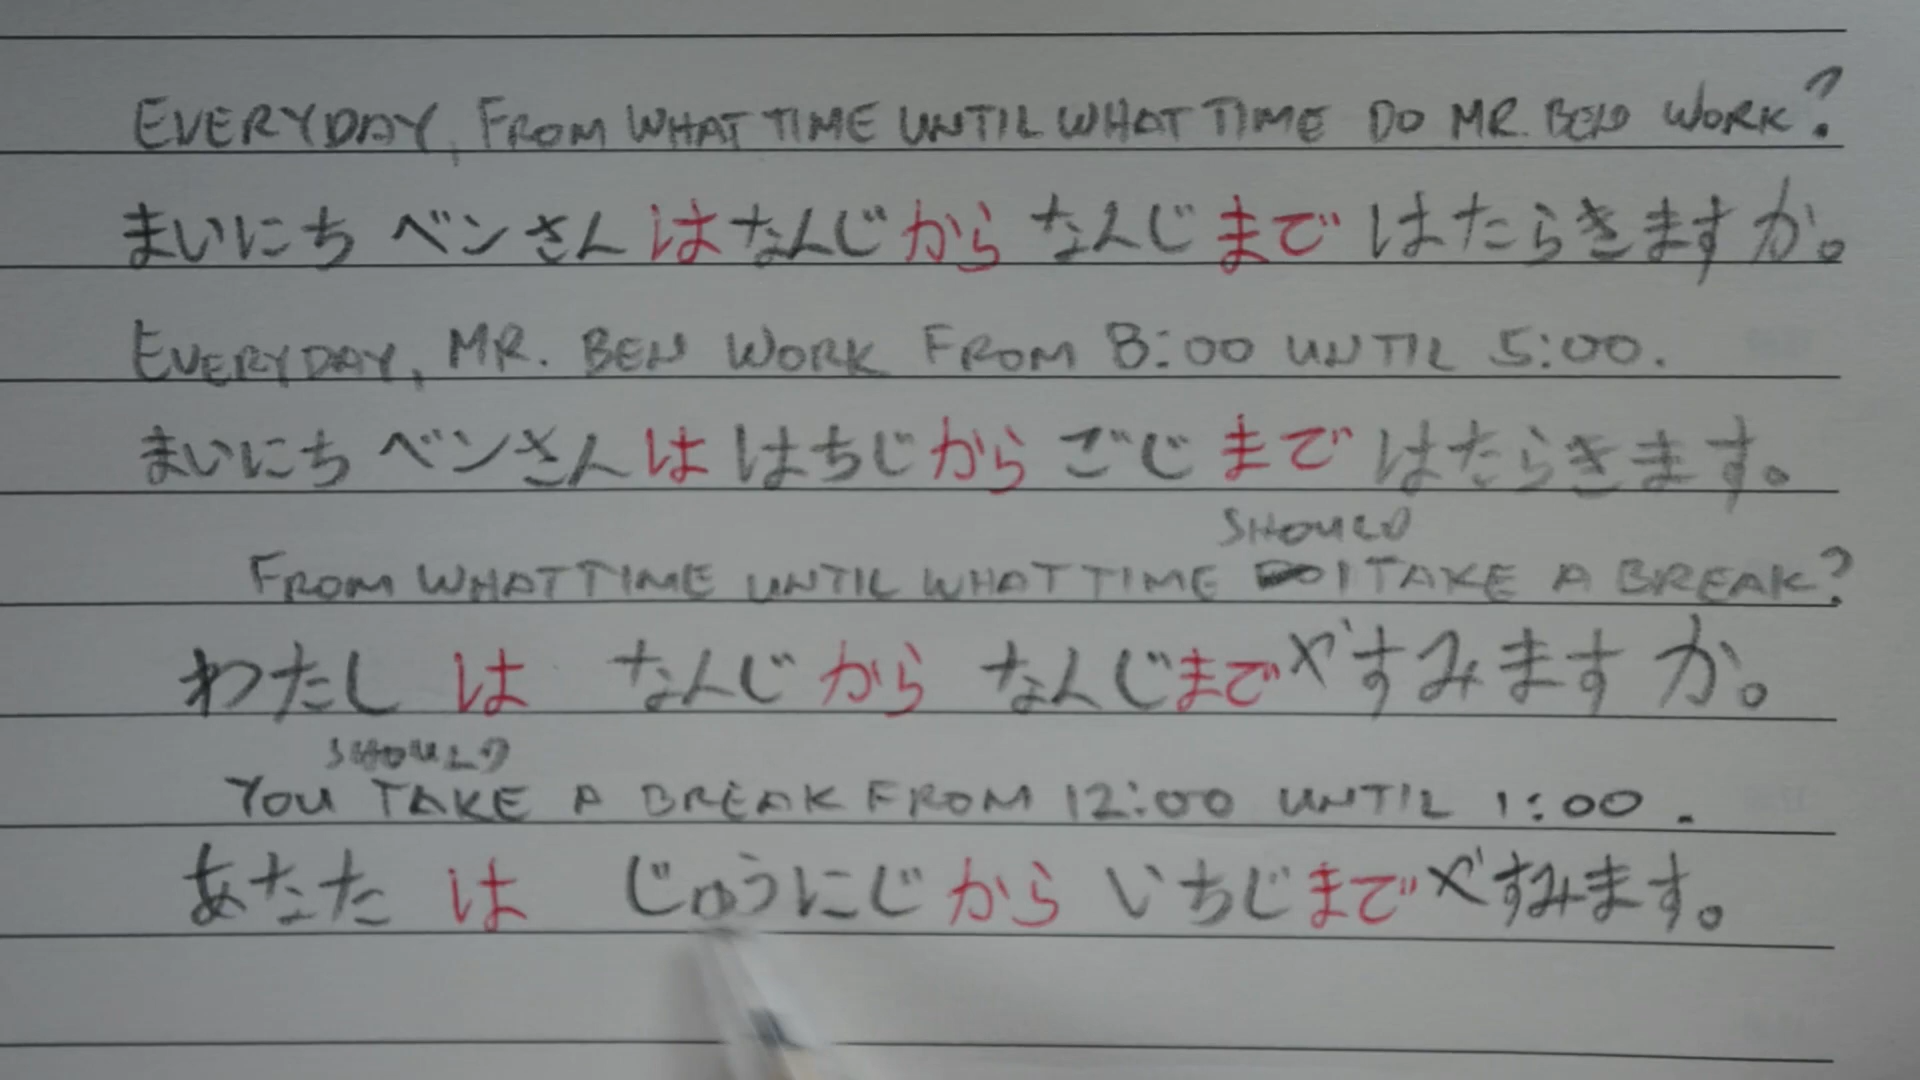 EVERYDAY, FROM WHAT TIME UNTIL WHAT TIME DO MR. BEN WORK?
まいにち ベンさん は なんじ から なんじ まで はたらきます か。
EVERYDAY, MR. BEN WORK FROM 8:00 UNTIL 5:00.
まいにち ベンさん は はちじ から ごじ まで はたらきます。
SHOULD
FROM WHAT TIME UNTIL WHAT TIME I TAKE A BREAK?
わたし は なんじ から なんじ まで やすみます か。
SHOULD
YOU TAKE A BREAK FROM 12:00 UNTIL 1:00.
あなた は じゅうにじ から いちじ まで やすみます。